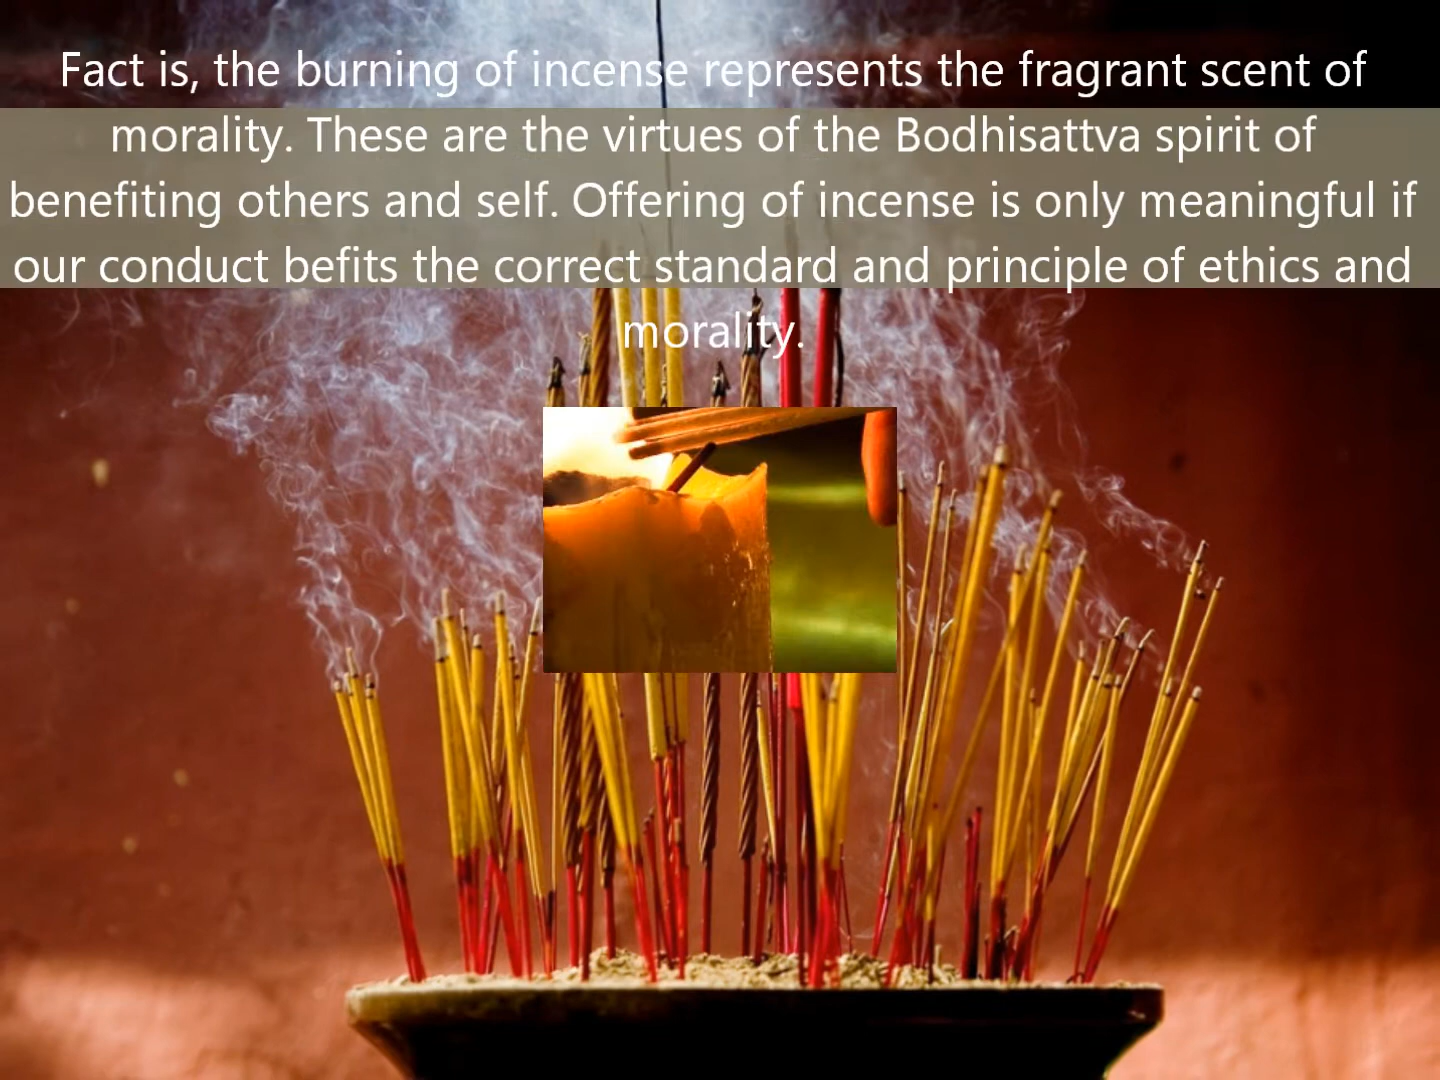 Fact is, the burning of incense represents the fragrant scent of
morality. These are the virtues of the Bodhisattva spirit of
benefiting others and self. Offering of incense is only meaningful if
our conduct befits the correct standard and principle of ethics and
morality.